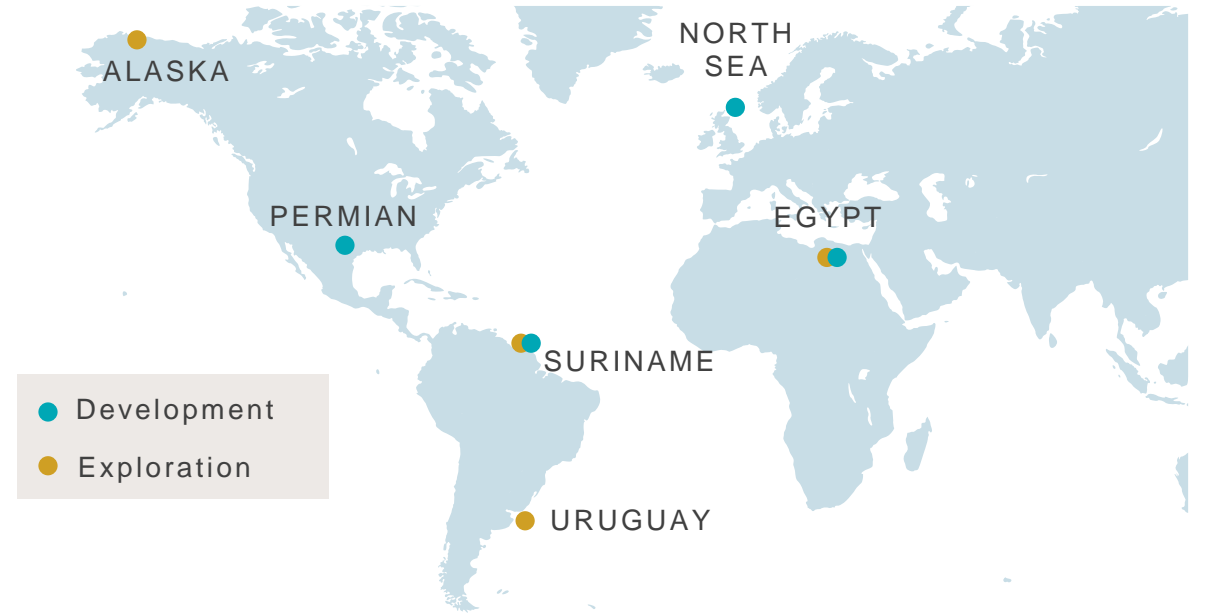 NORTH
SEA
ALASKA
PERMIAN
EGYPT
SURINAME
Development
Exploration
URUGUAY